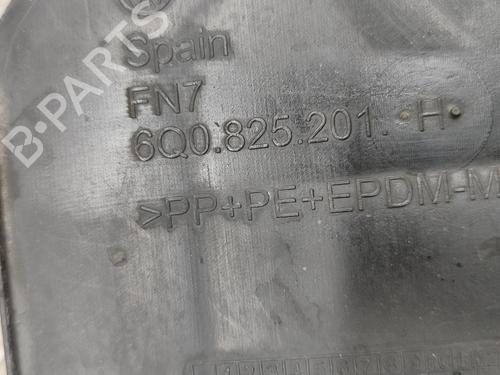 Spain
FN7
6Q0.825.201. ·H·
>PP+PE+EPDM-M
B-PARTS